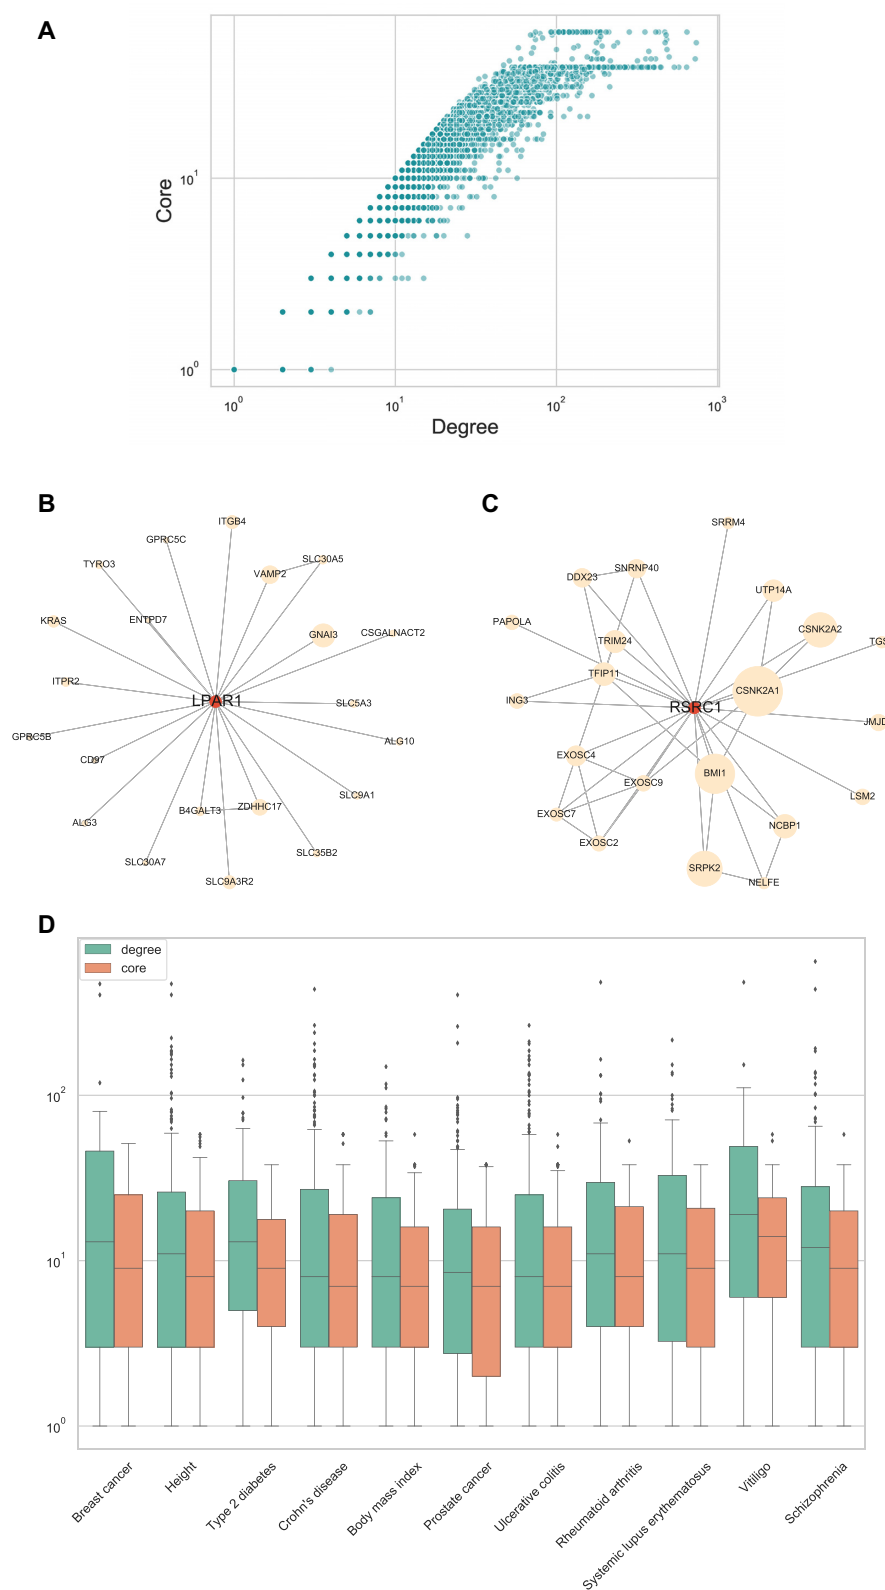 A
Core
10^1
10^0
10^0
10^1
10^2
10^3
Degree
B
C
ITGB4
GPRC5C
TYRO3
SLC30A5
VAMP2
KRAS
ENTPD7
GNAI3
CSGALNACT2
ITPR2
LPAR1
SLC5A3
GPRC5B
ALG10
CD97
SLC9A1
B4GALT3
ZDHHC17
ALG3
SLC30A7
SLC35B2
SLC9A3R2
SRRM4
DDX23
SNRNP40
UTP14A
PAPOLA
TRIM24
CSNK2A2
TGS
TFIP11
CSNK2A1
ING3
RSRC1
JMJD
EXOSC4
EXOSC9
BMI1
LSM2
EXOSC7
NCBP1
EXOSC2
SRPK2
NELFE
D
degree
core
10^2
10^1
10^0
Breast cancer
Height
Type 2 diabetes
Crohn's disease
Body mass index
Prostate cancer
Ulcerative colitis
Rheumatoid arthritis
Systemic lupus erythematosus
Vitiligo
Schizophrenia